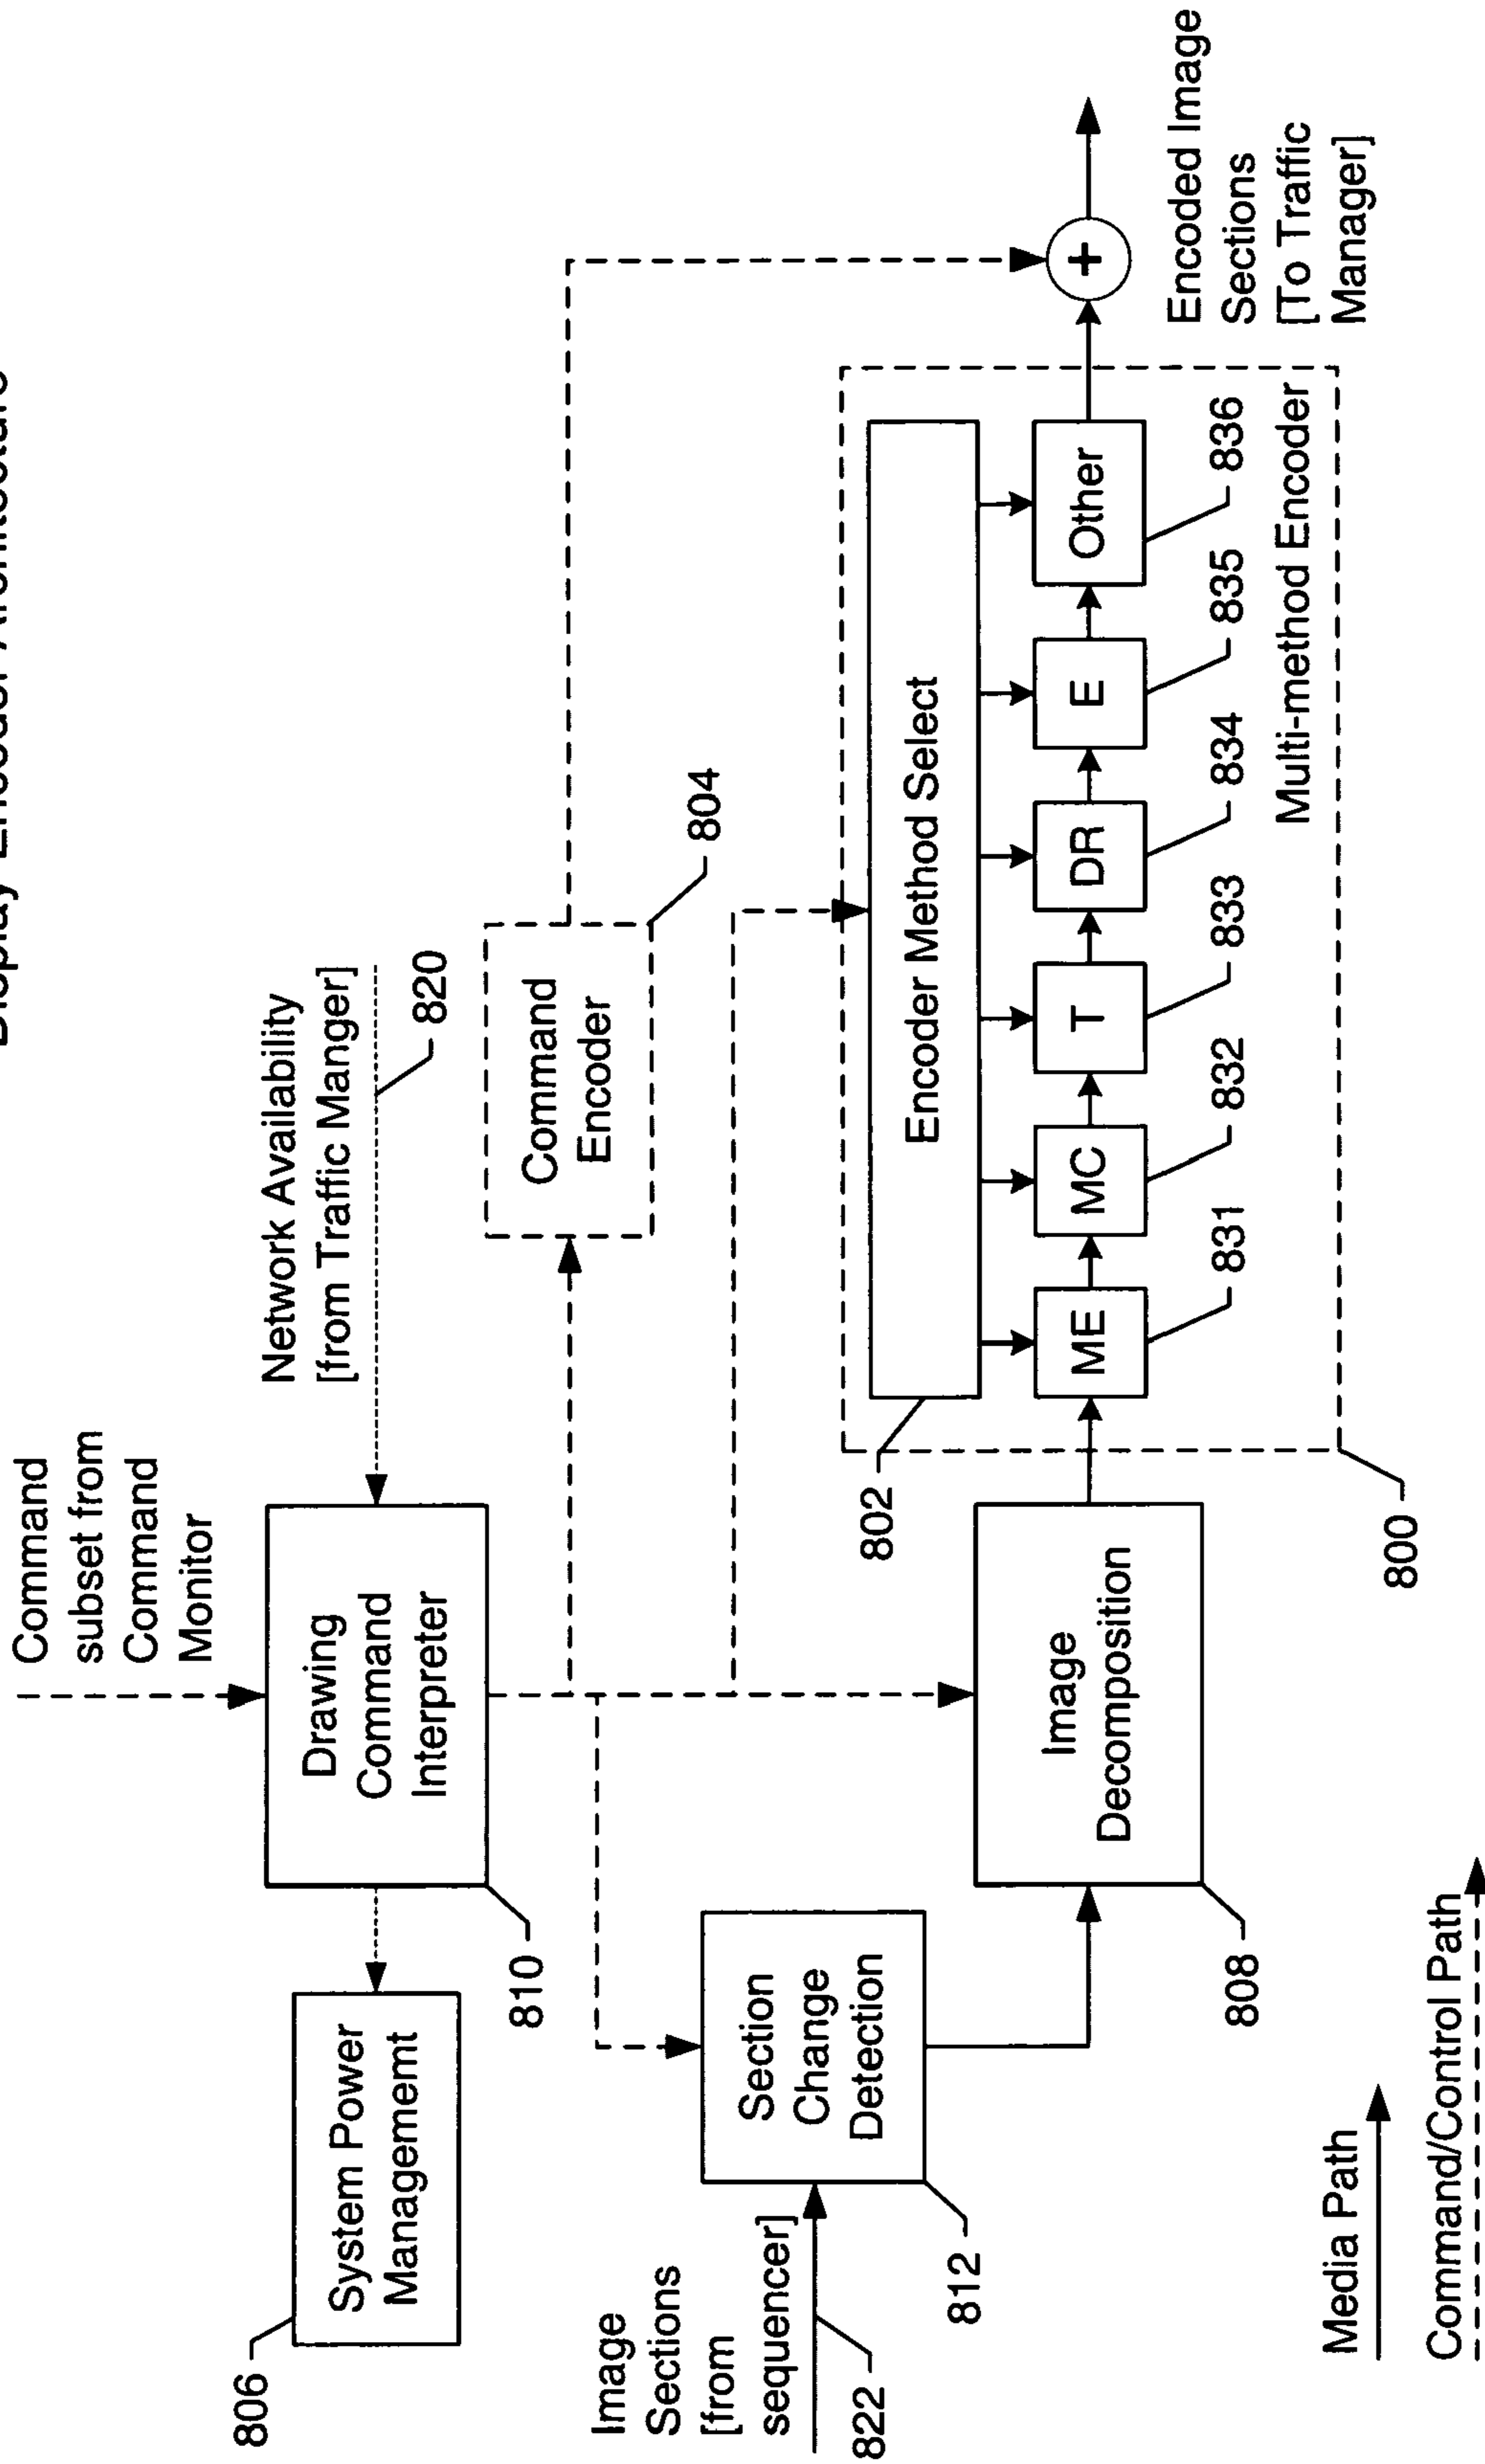 Display Encoder Architecture
Command
subset from
Command
Monitor
Network Availability
[from Traffic Manger]
820
System Power
Managememt
806
Drawing
Command
Interpreter
810
Command
Encoder
804
Image
Sections
[from
sequencer]
822
Section
Change
Detection
812
Image
Decomposition
808
Encoder Method Select
802
ME
MC
T
DR
E
Other
831
832
833
834
835
836
Multi-method Encoder
800
+
Encoded Image
Sections
[To Traffic
Manager]
Media Path
Command/Control Path